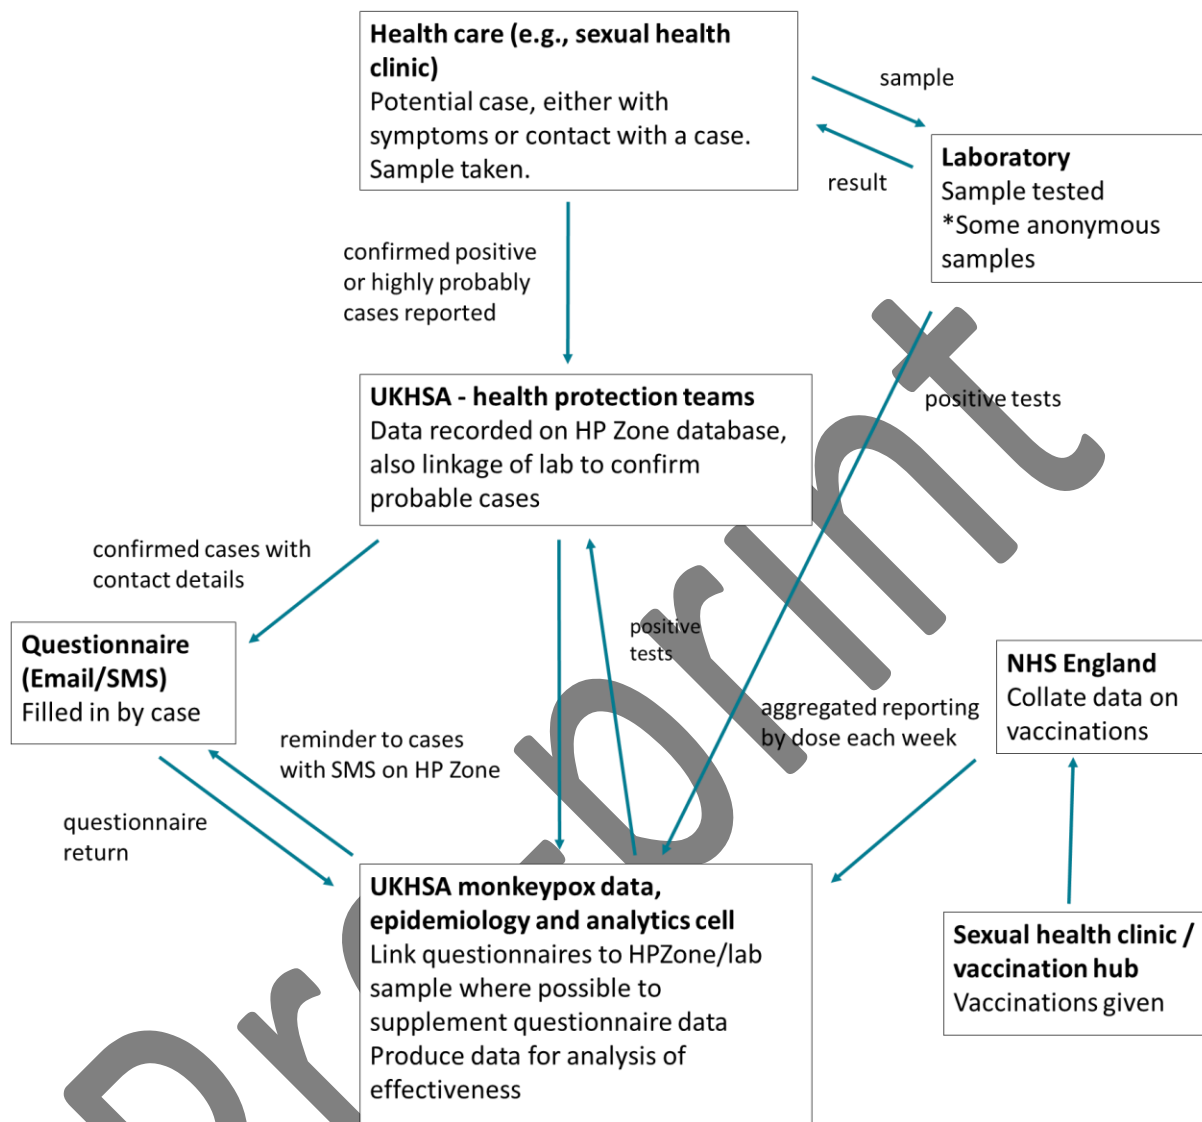 Health care (e.g., sexual health
clinic)
Potential case, either with
symptoms or contact with a case.
Sample taken.
sample
result
Laboratory
Sample tested
*Some anonymous
samples
confirmed positive
or highly probably
cases reported
positive tests
UKHSA - health protection teams
Data recorded on HP Zone database,
also linkage of lab to confirm
probable cases
confirmed cases with
contact details
positive
tests
Questionnaire
(Email/SMS)
Filled in by case
reminder to cases
with SMS on HP Zone
questionnaire
return
aggregated reporting
by dose each week
NHS England
Collate data on
vaccinations
UKHSA monkeypox data,
epidemiology and analytics cell
Link questionnaires to HPZone/lab
sample where possible to
supplement questionnaire data
Produce data for analysis of
effectiveness
Sexual health clinic /
vaccination hub
Vaccinations given
Preprint